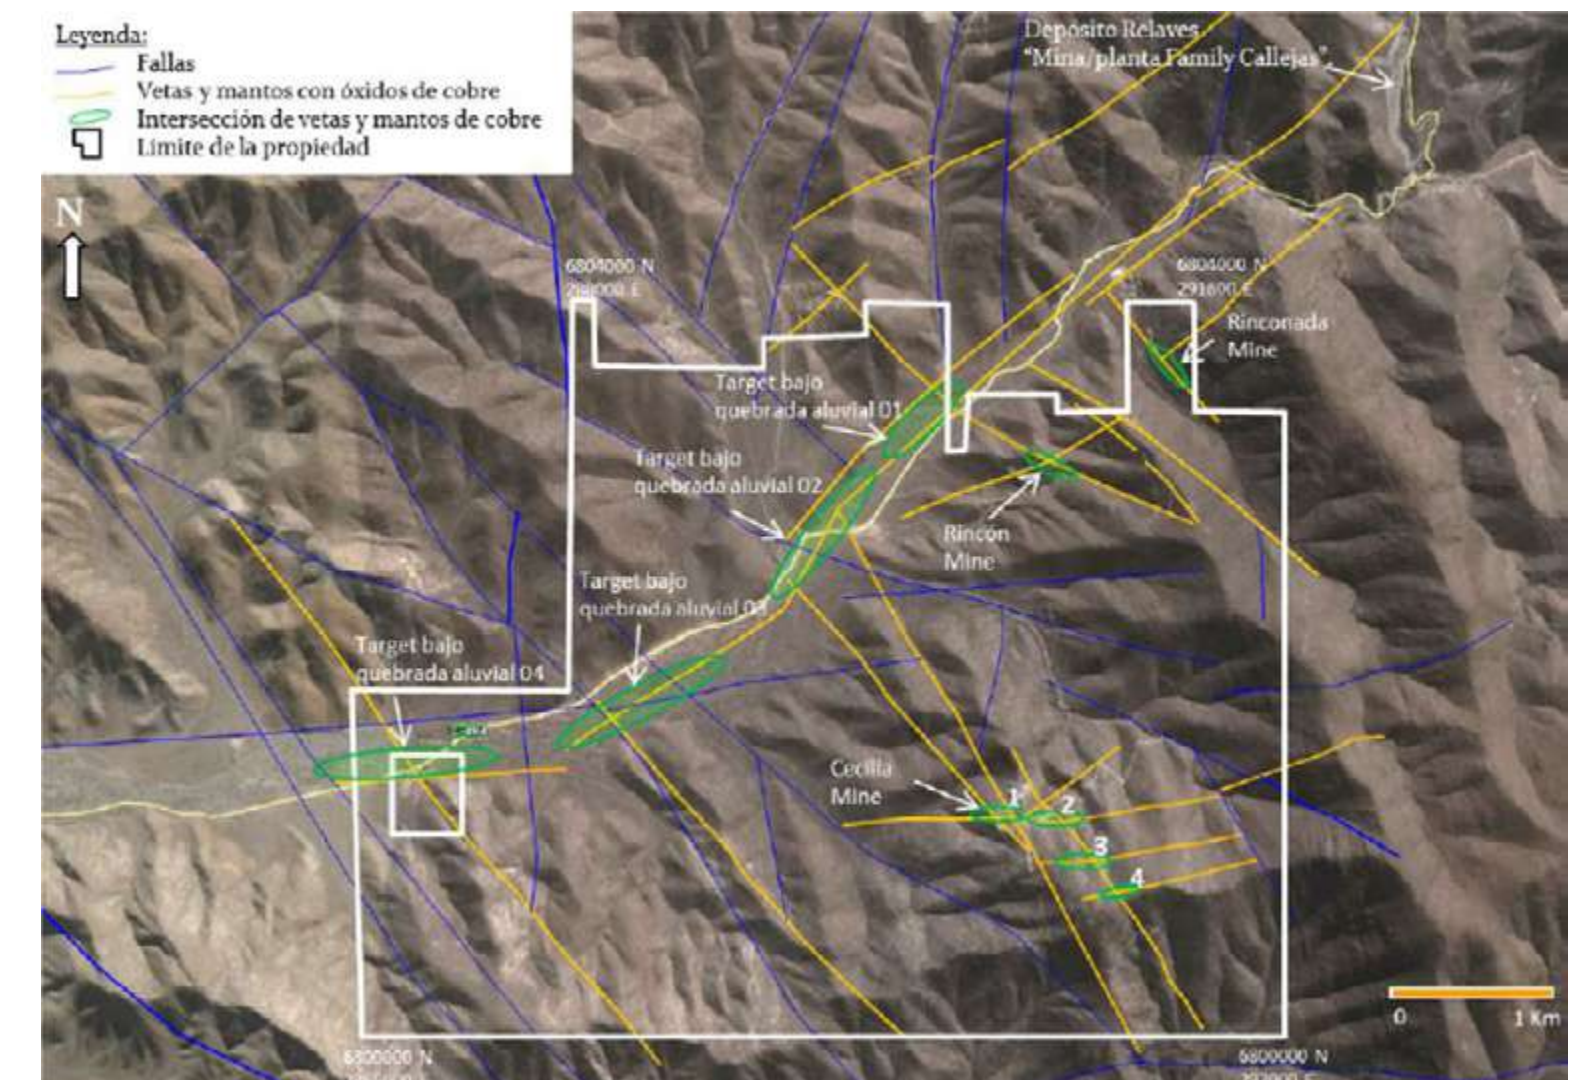 Leyenda:
Fallas
Vetas y mantos con óxidos de cobre
Intersección de vetas y mantos de cobre
Límite de la propiedad
N
Deposito Relaves
“Mina/planta Family Callejas”
6804000 N
6804000 N
Rinconada
Mine
Target bajo
quebrada aluvial 01
Target bajo
quebrada aluvial 02
Rincón
Mine
Target bajo
quebrada aluvial 03
Target bajo
quebrada aluvial 04
Cecilia
Mine
1
2
3
4
0 1 Km
6800000 N
6800000 N